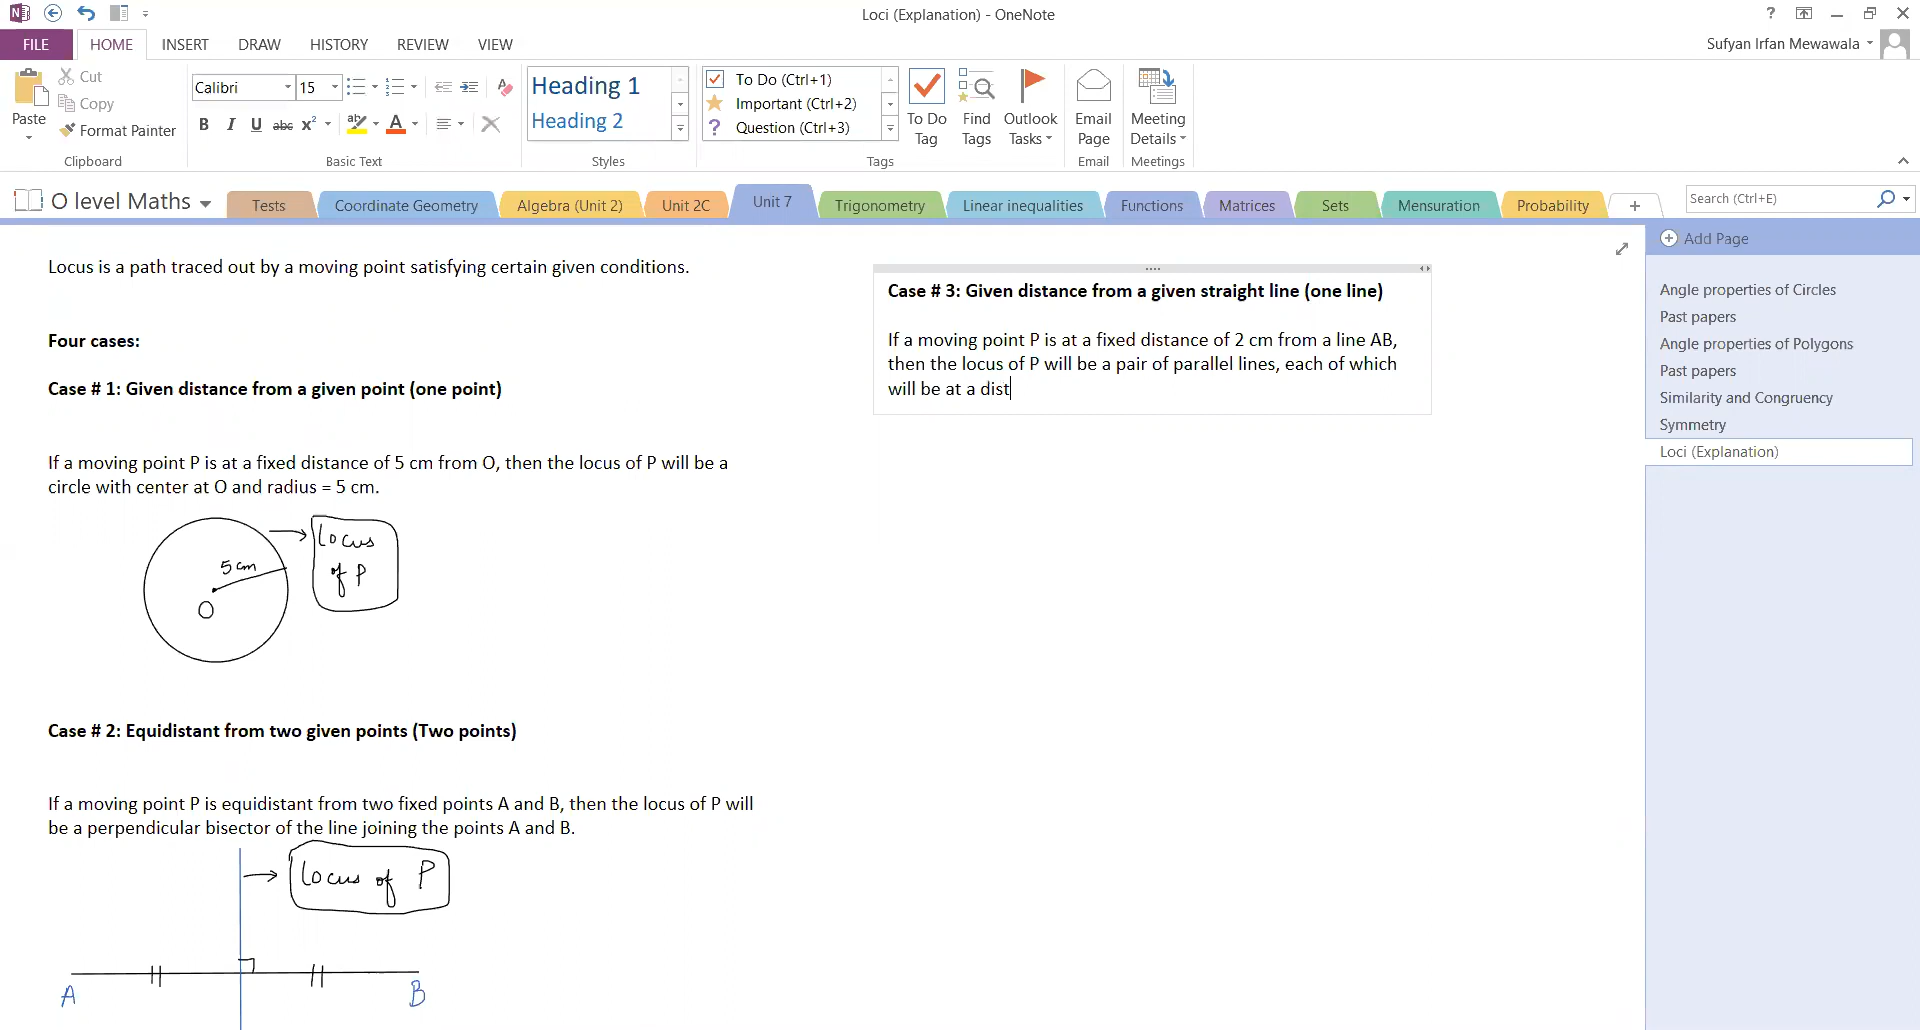 Loci (Explanation) - OneNote
?
FILE
HOME
INSERT
DRAW
HISTORY
REVIEW
VIEW
Sufyan Irfan Mewawala
Paste
Cut
Copy
Format Painter
Clipboard
Calibri
15
B I U abc x²
ab A
Basic Text
Heading 1
Heading 2
Styles
To Do (Ctrl+1)
Important (Ctrl+2)
? Question (Ctrl+3)
To Do
Tag
Find
Tags
Outlook
Tasks
Tags
Email
Page
Email
Meeting
Details
Meetings
O level Maths
Tests
Coordinate Geometry
Algebra (Unit 2)
Unit 2C
Unit 7
Trigonometry
Linear inequalities
Functions
Matrices
Sets
Mensuration
Probability
+
Search (Ctrl+E)
Locus is a path traced out by a moving point satisfying certain given conditions.
Four cases:
Case # 1: Given distance from a given point (one point)
If a moving point P is at a fixed distance of 5 cm from O, then the locus of P will be a
circle with center at O and radius = 5 cm.
5 cm
O
Locus
of P
Case # 2: Equidistant from two given points (Two points)
If a moving point P is equidistant from two fixed points A and B, then the locus of P will
be a perpendicular bisector of the line joining the points A and B.
Locus of P
A
B
Case # 3: Given distance from a given straight line (one line)
If a moving point P is at a fixed distance of 2 cm from a line AB,
then the locus of P will be a pair of parallel lines, each of which
will be at a dist
Add Page
Angle properties of Circles
Past papers
Angle properties of Polygons
Past papers
Similarity and Congruency
Symmetry
Loci (Explanation)